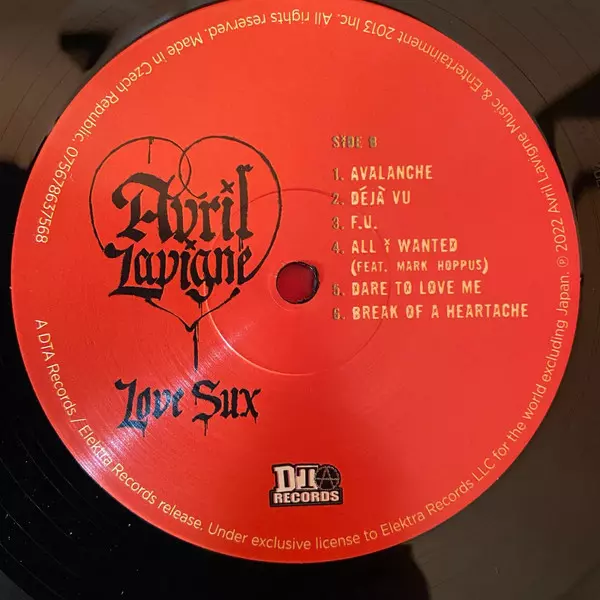 Avril
Lavigne
Love Sux
SIDE B
1. AVALANCHE
2. DÉJÀ VU
3. F.U.
4. ALL I WANTED
(FEAT. MARK HOPPUS)
5. DARE TO LOVE ME
6. BREAK OF A HEARTACHE
DTA
RECORDS
A DTA Records / Elektra Records release. Under exclusive license to Elektra Records LLC for the world excluding Japan. ℗ 2022 Avril Lavigne Music & Entertainment 2013 Inc. All rights reserved. Made in Czech Republic. 075678637568